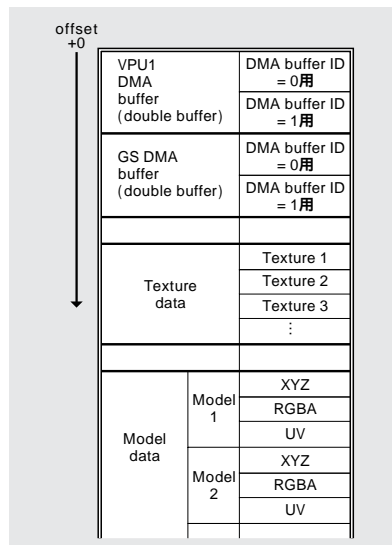 offset
+0
VPU1
DMA
buffer
(double buffer)
DMA buffer ID
= 0用
DMA buffer ID
= 1用
GS DMA
buffer
(double buffer)
DMA buffer ID
= 0用
DMA buffer ID
= 1用
Texture
data
Texture 1
Texture 2
Texture 3
⋮
Model
data
Model
1
XYZ
RGBA
UV
Model
2
XYZ
RGBA
UV